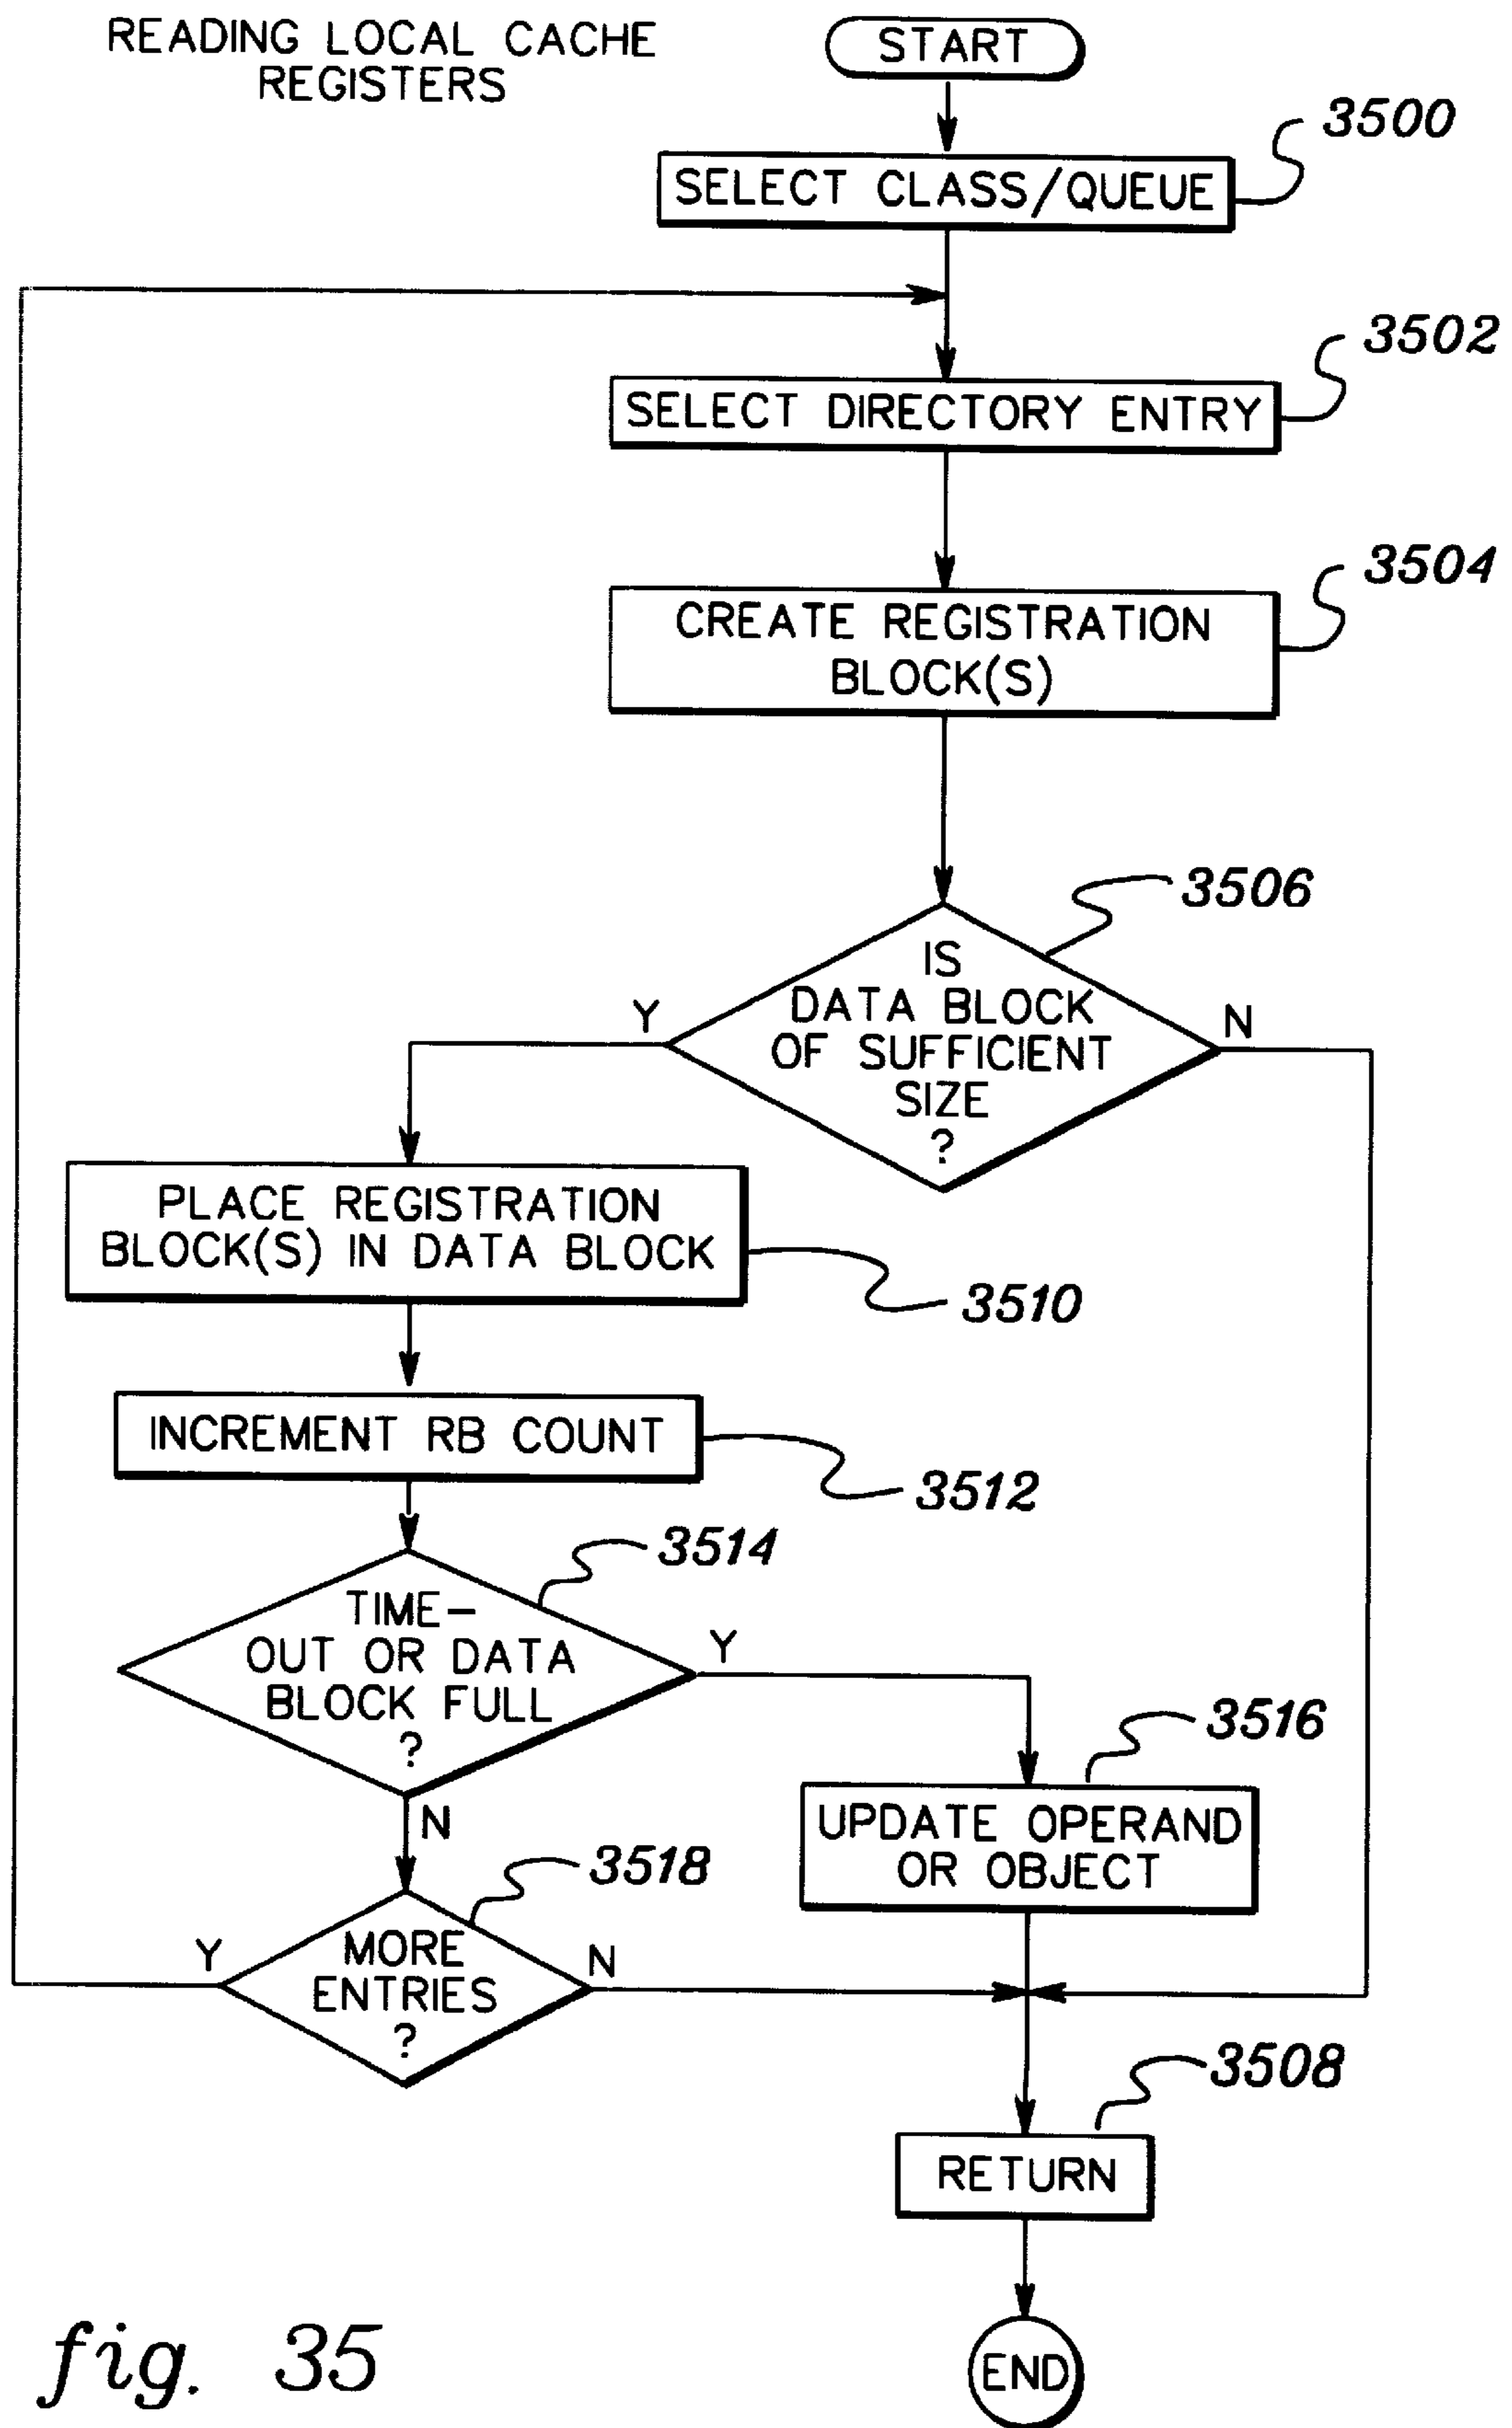 READING LOCAL CACHE
REGISTERS
START
3500
SELECT CLASS/QUEUE
3502
SELECT DIRECTORY ENTRY
3504
CREATE REGISTRATION
BLOCK(S)
3506
IS
DATA BLOCK
OF SUFFICIENT
SIZE
?
Y
N
PLACE REGISTRATION
BLOCK(S) IN DATA BLOCK
3510
INCREMENT RB COUNT
3512
3514
TIME-
OUT OR DATA
BLOCK FULL
?
Y
N
3516
UPDATE OPERAND
OR OBJECT
3518
MORE
ENTRIES
?
Y
N
3508
RETURN
END
fig. 35